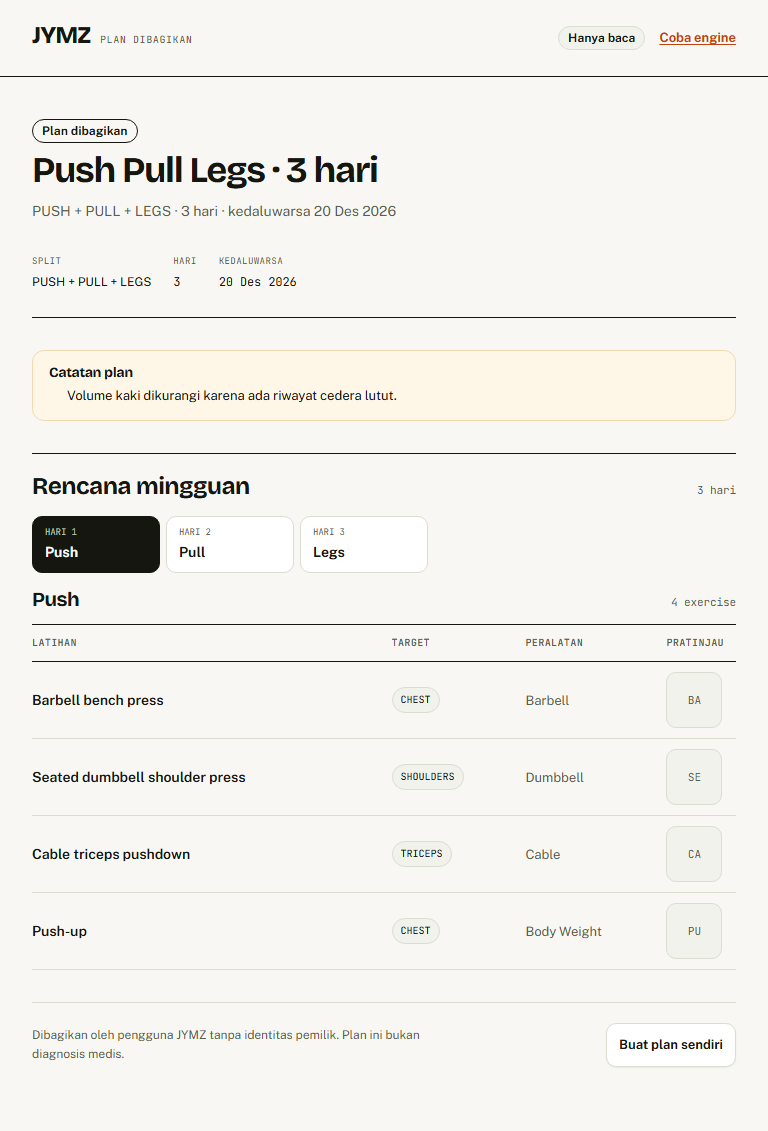 JYMZ PLAN DIBAGIKAN
Hanya baca
Coba engine
Plan dibagikan
Push Pull Legs · 3 hari
PUSH + PULL + LEGS · 3 hari · kedaluwarsa 20 Des 2026
SPLIT HARI KEDALUWARSA
PUSH + PULL + LEGS 3 20 Des 2026
Catatan plan
Volume kaki dikurangi karena ada riwayat cedera lutut.
Rencana mingguan 3 hari
HARI 1 HARI 2 HARI 3
Push Pull Legs
Push 4 exercise
LATIHAN TARGET PERALATAN PRATINJAU
Barbell bench press CHEST Barbell BA
Seated dumbbell shoulder press SHOULDERS Dumbbell SE
Cable triceps pushdown TRICEPS Cable CA
Push-up CHEST Body Weight PU
Dibagikan oleh pengguna JYMZ tanpa identitas pemilik. Plan ini bukan
diagnosis medis.
Buat plan sendiri